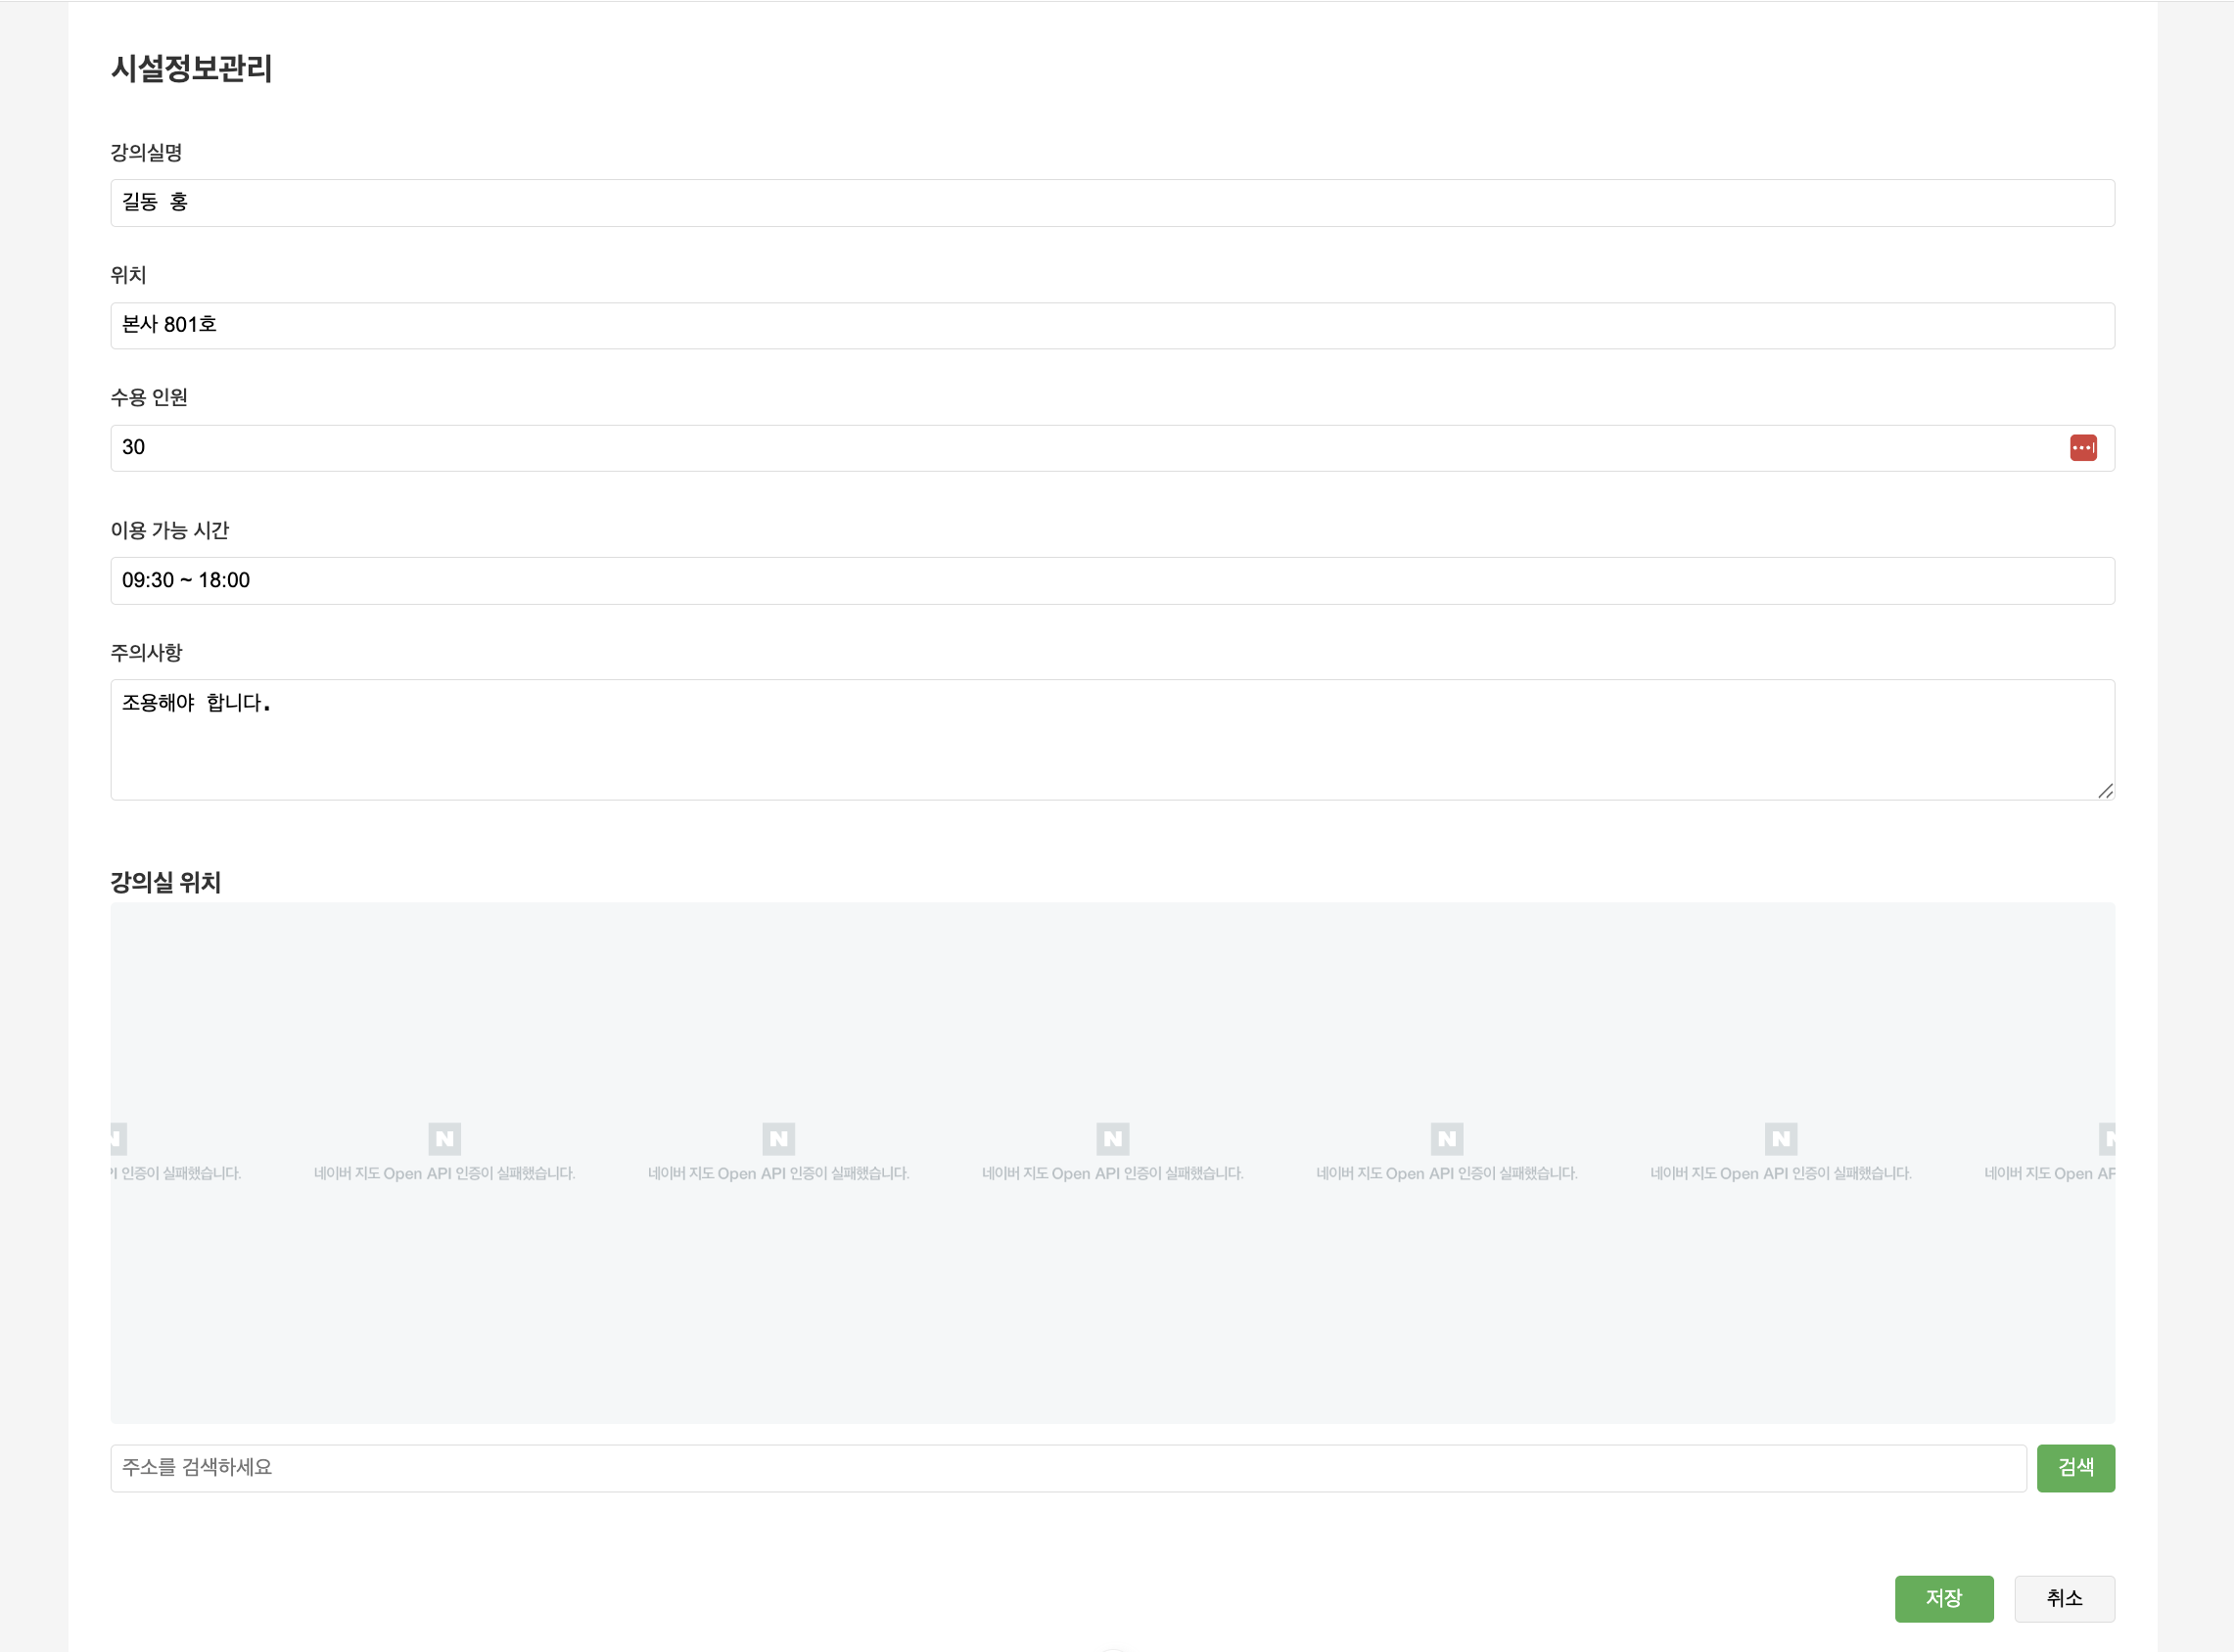 시설정보관리
강의실명
길동 홍
위치
본사 801호
수용 인원
30
이용 가능 시간
09:30 ~ 18:00
주의사항
조용해야 합니다.
강의실 위치
N N N N N N N
PI 인증이 실패했습니다. 네이버 지도 Open API 인증이 실패했습니다. 네이버 지도 Open API 인증이 실패했습니다. 네이버 지도 Open API 인증이 실패했습니다. 네이버 지도 Open API 인증이 실패했습니다. 네이버 지도 Open API 인증이 실패했습니다. 네이버 지도 Open AP
주소를 검색하세요 검색
저장 취소